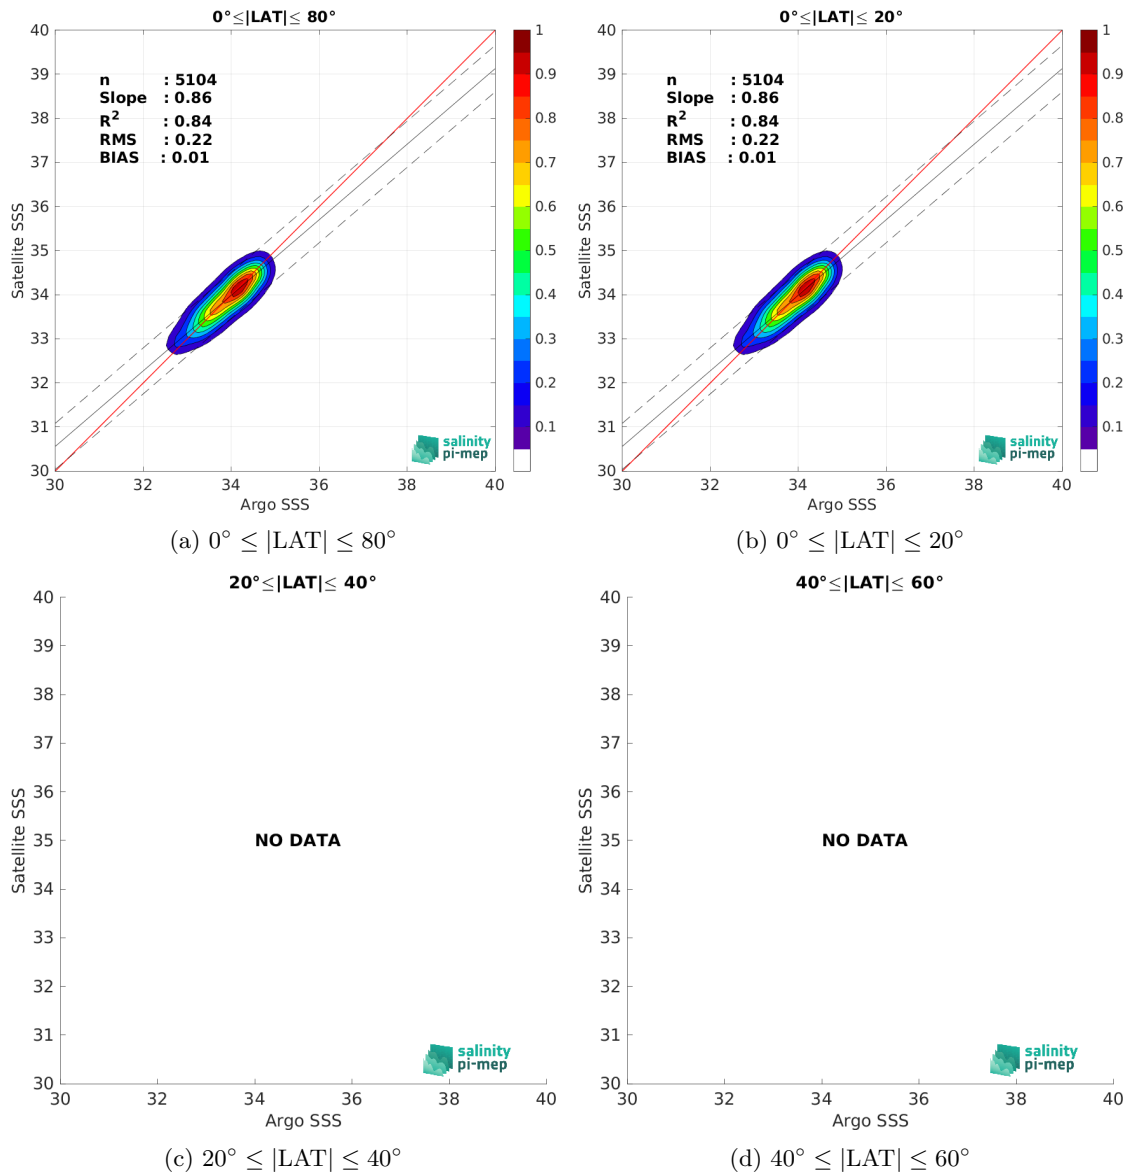 0°≤|LAT|≤ 80°
0°≤|LAT|≤ 20°
40
39
38
37
36
35
34
33
32
31
30
Satellite SSS
n : 5104
Slope : 0.86
R² : 0.84
RMS : 0.22
BIAS : 0.01
salinity
pi-mep
30 32 34 36 38 40
Argo SSS
1
0.9
0.8
0.7
0.6
0.5
0.4
0.3
0.2
0.1
40
39
38
37
36
35
34
33
32
31
30
Satellite SSS
n : 5104
Slope : 0.86
R² : 0.84
RMS : 0.22
BIAS : 0.01
salinity
pi-mep
30 32 34 36 38 40
Argo SSS
1
0.9
0.8
0.7
0.6
0.5
0.4
0.3
0.2
0.1
(a) 0° ≤ |LAT| ≤ 80°
(b) 0° ≤ |LAT| ≤ 20°
20°≤|LAT|≤ 40°
40°≤|LAT|≤ 60°
40
39
38
37
36
35
34
33
32
31
30
Satellite SSS
NO DATA
salinity
pi-mep
30 32 34 36 38 40
Argo SSS
40
39
38
37
36
35
34
33
32
31
30
Satellite SSS
NO DATA
salinity
pi-mep
30 32 34 36 38 40
Argo SSS
(c) 20° ≤ |LAT| ≤ 40°
(d) 40° ≤ |LAT| ≤ 60°